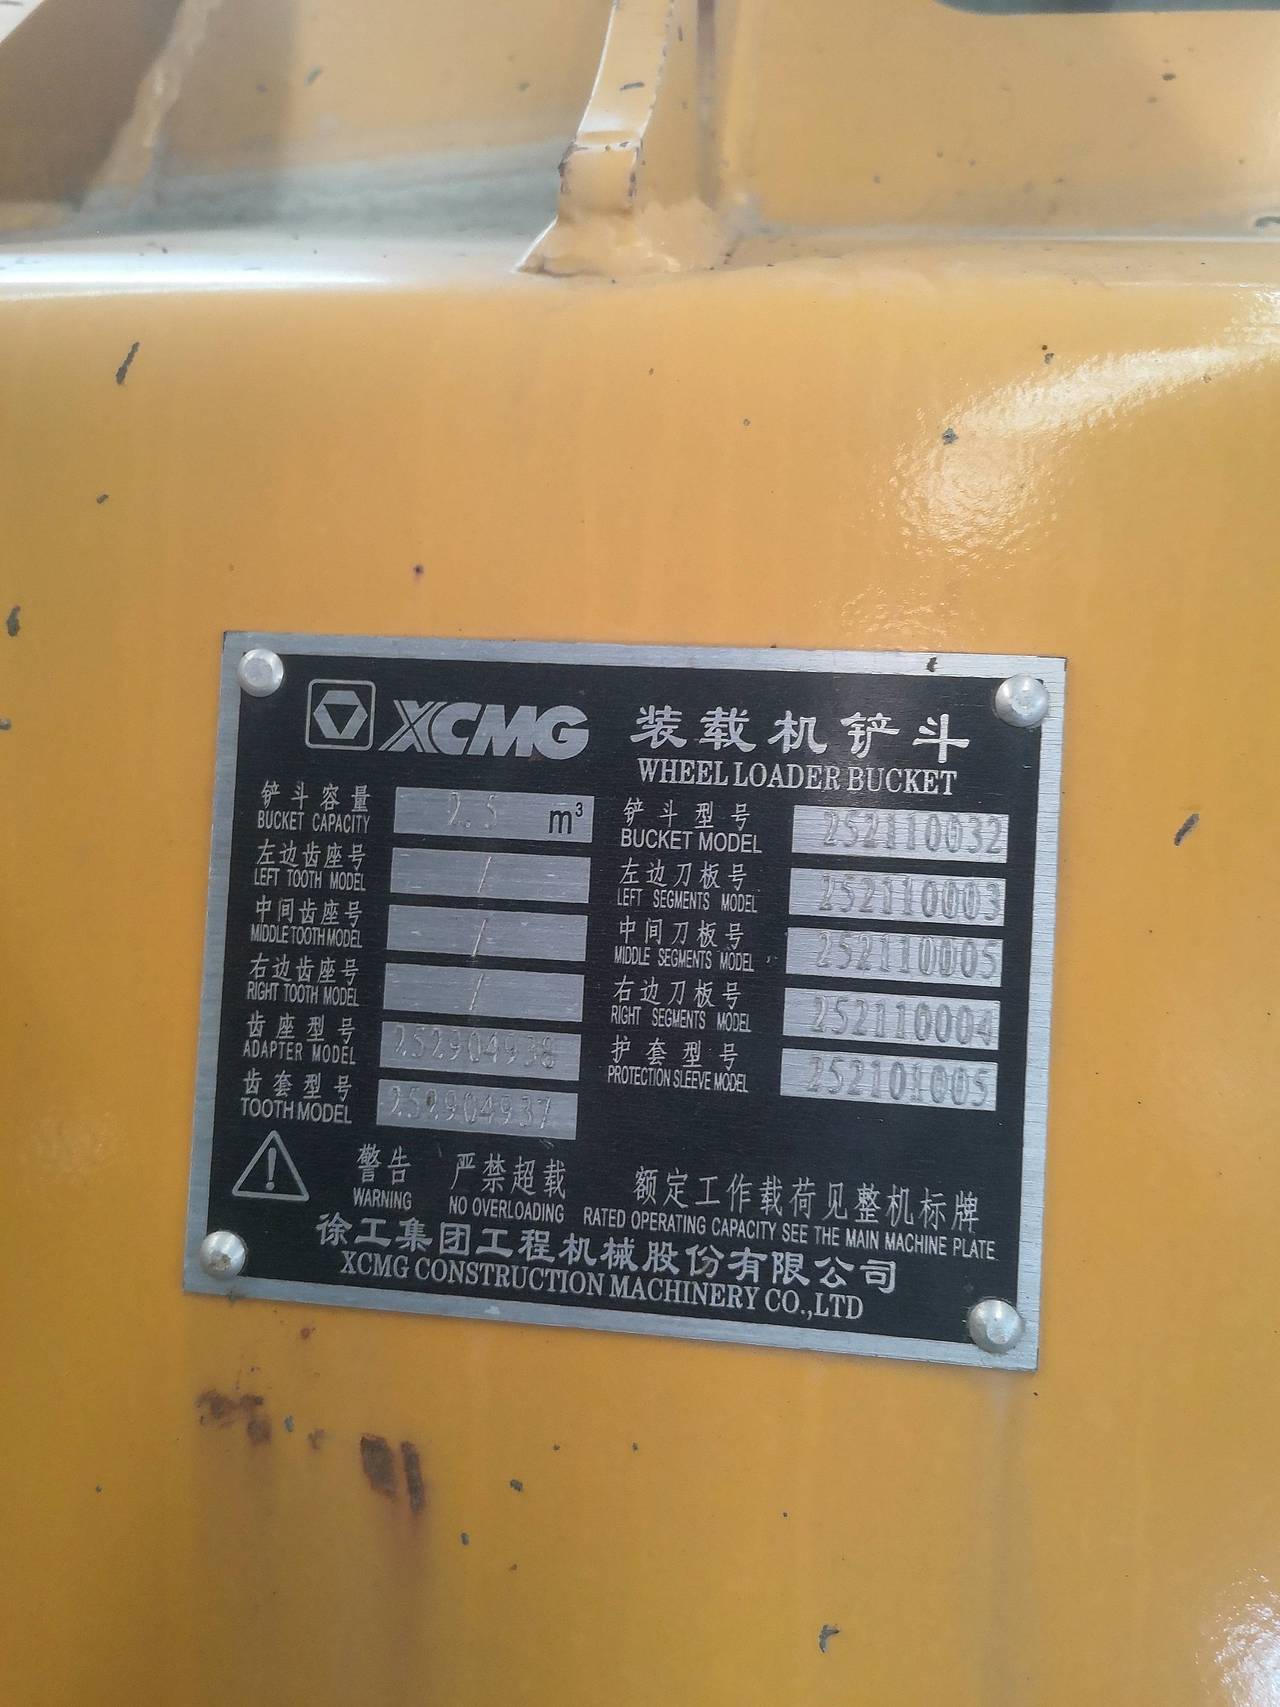 XCMG 装载机铲斗
WHEEL LOADER BUCKET
铲斗容量 2.5 m³
BUCKET CAPACITY
左边齿座号 /
LEFT TOOTH MODEL
中间齿座号 /
MIDDLE TOOTH MODEL
右边齿座号 /
RIGHT TOOTH MODEL
齿座型号 252904938
ADAPTER MODEL
齿套型号 252904937
TOOTH MODEL
铲斗型号 252110032
BUCKET MODEL
左边刀板号 252110003
LEFT SEGMENTS MODEL
中间刀板号 252110005
MIDDLE SEGMENTS MODEL
右边刀板号 252110004
RIGHT SEGMENTS MODEL
护套型号 252101005
PROTECTION SLEEVE MODEL
警告 严禁超载 额定工作载荷见整机标牌
WARNING NO OVERLOADING RATED OPERATING CAPACITY SEE THE MAIN MACHINE PLATE.
徐工集团工程机械股份有限公司
XCMG CONSTRUCTION MACHINERY CO.,LTD